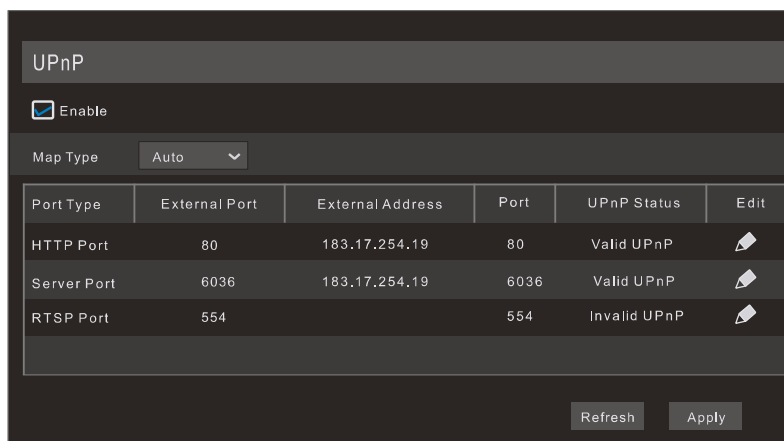 UPnP
Enable
Map Type Auto
Port Type External Port External Address Port UPnP Status Edit
HTTP Port 80 183.17.254.19 80 Valid UPnP
Server Port 6036 183.17.254.19 6036 Valid UPnP
RTSP Port 554 554 Invalid UPnP
Refresh Apply